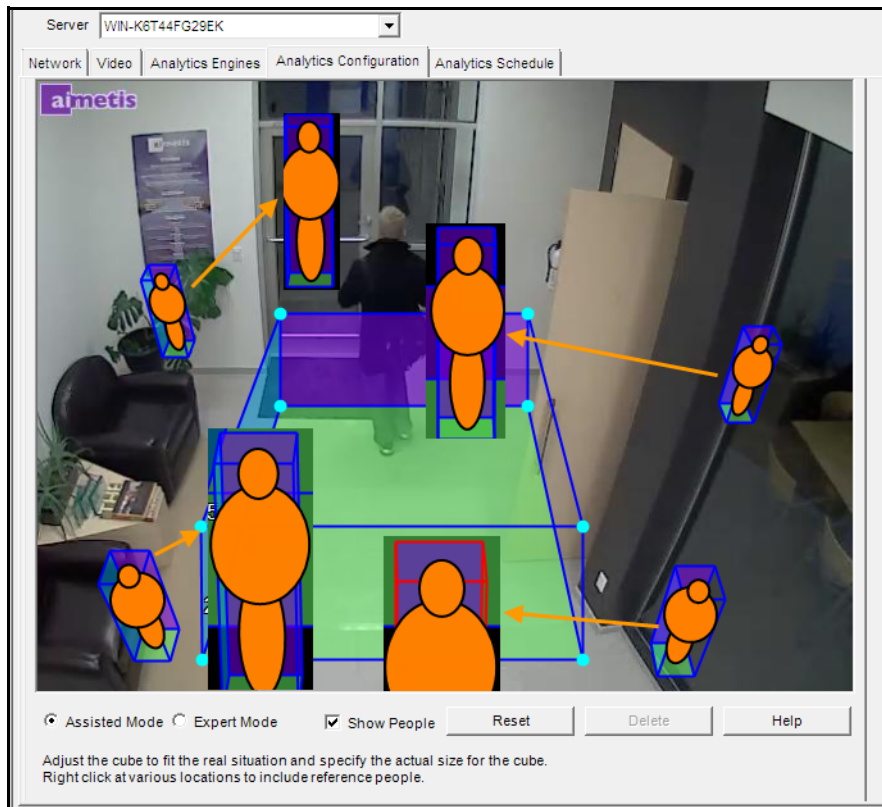 Server WIN-K6T44FG29EK
Network Video Analytics Engines Analytics Configuration Analytics Schedule
aimetis
aimetis
THE
Assisted Mode Expert Mode Show People Reset Delete Help
Adjust the cube to fit the real situation and specify the actual size for the cube.
Right click at various locations to include reference people.